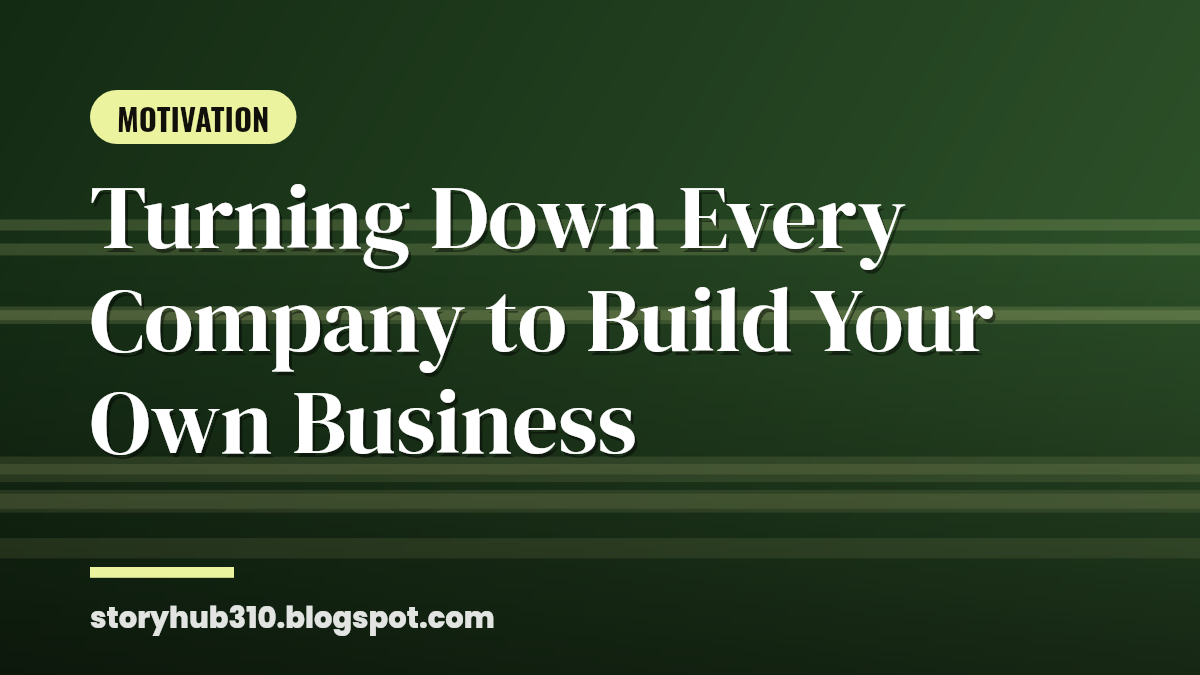 MOTIVATION
Turning Down Every
Company to Build Your
Own Business
storyhub310.blogspot.com